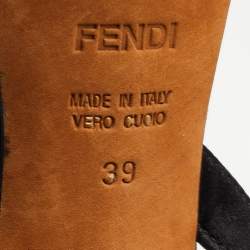 FENDI
MADE IN ITALY
VERO CUOIO
39